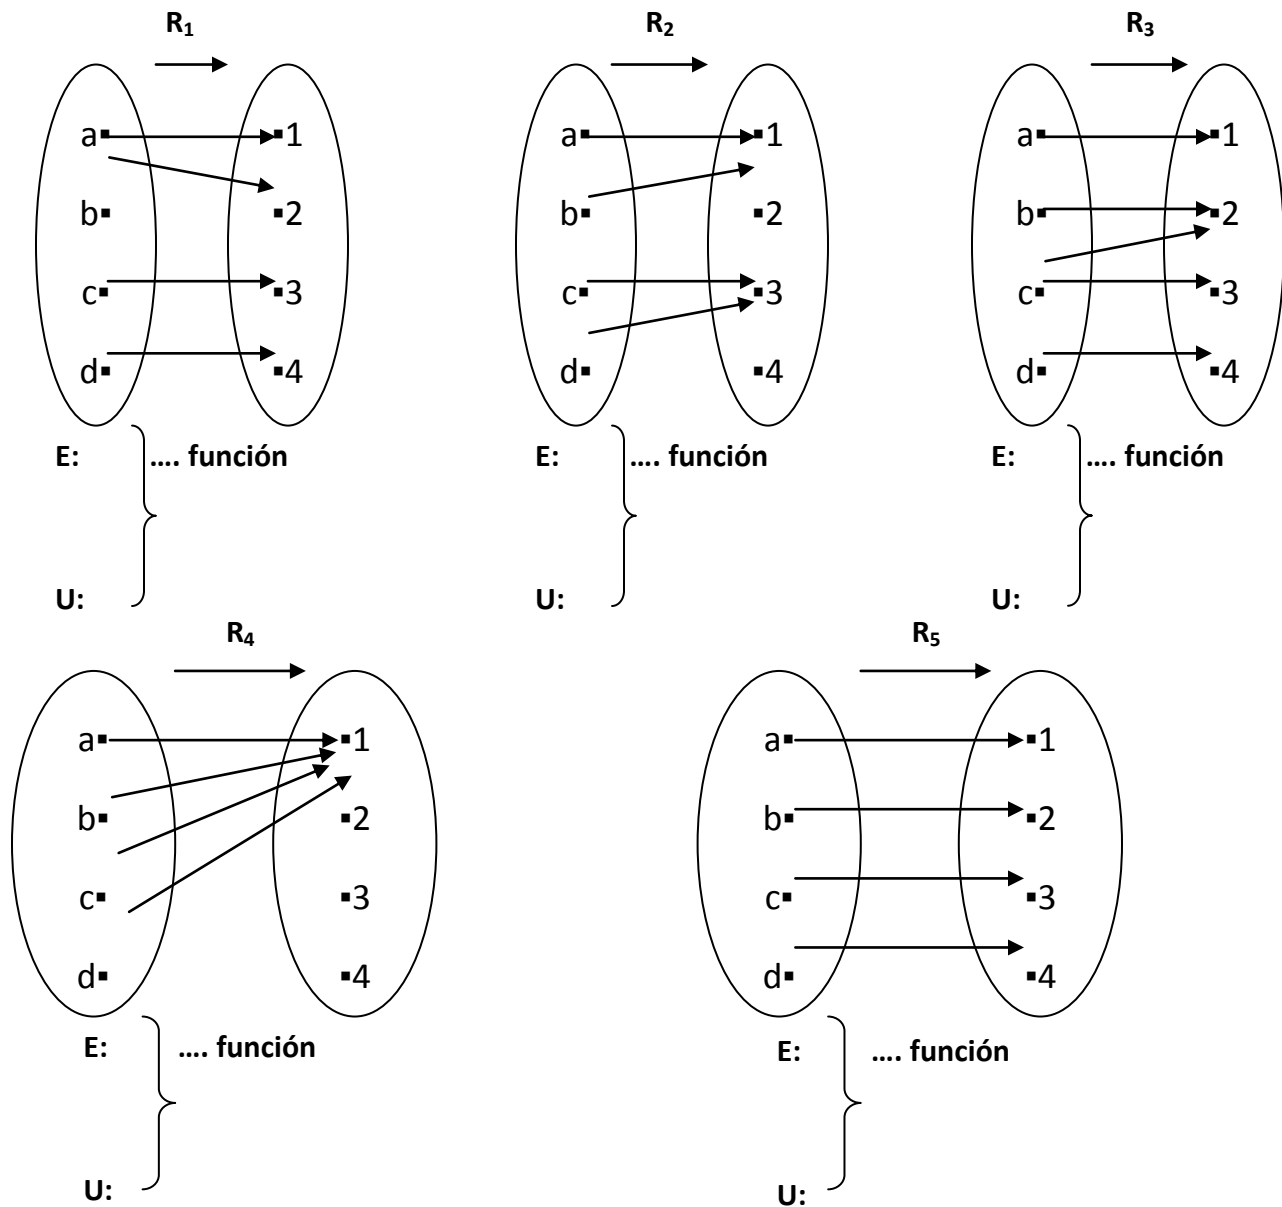 R₁ R₂ R₃
a 1 a 1 a 1
b 2 b 2 b 2
c 3 c 3 c 3
d 4 d 4 d 4
E: .... función E: .... función E: .... función
U: U: U:
R₄ R₅
a 1 a 1
b 2 b 2
c 3 c 3
d 4 d 4
E: .... función E: .... función
U: U: